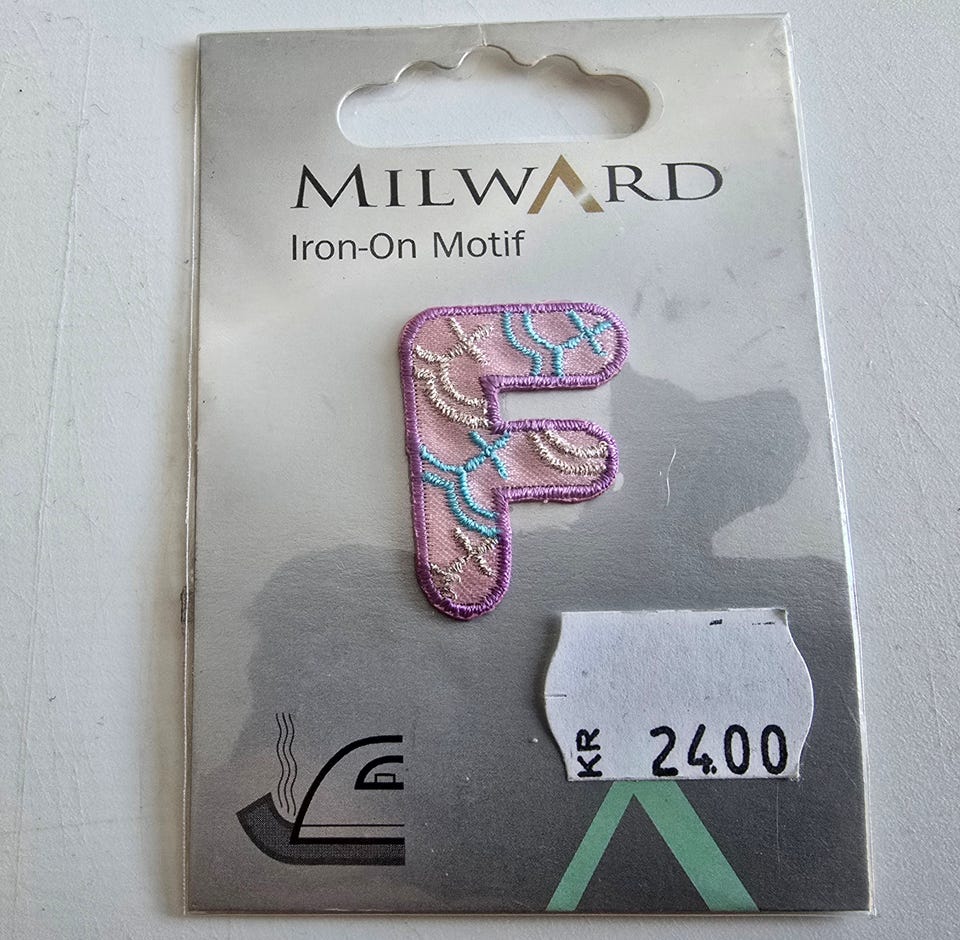 MILWARD
Iron-On Motif
F
KR 24.00